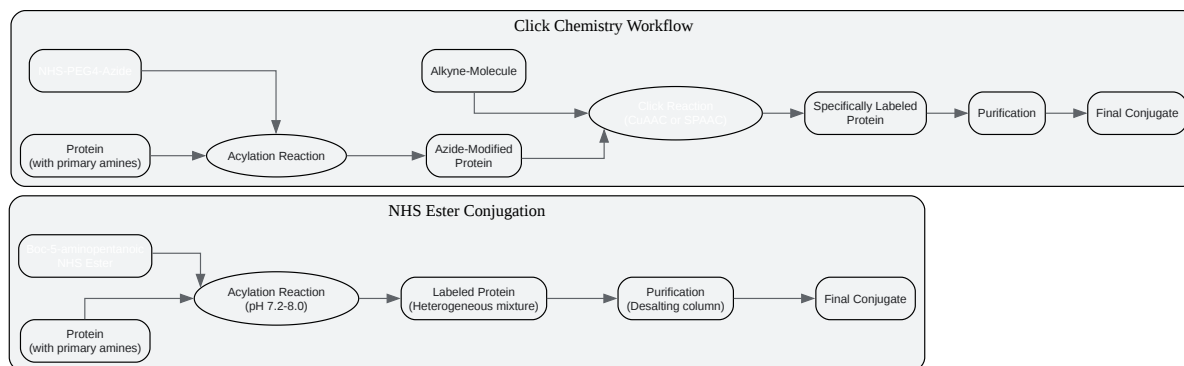 Click Chemistry Workflow
NHS-PEG4-Azide
Alkyne-Molecule
Click Reaction
(CuAAC or SPAAC)
Specifically Labeled
Protein
Purification
Final Conjugate
Protein
(with primary amines)
Acylation Reaction
Azide-Modified
Protein
NHS Ester Conjugation
Boc-5-aminopentanoic
NHS Ester
Acylation Reaction
(pH 7.2-8.0)
Labeled Protein
(Heterogeneous mixture)
Purification
(Desalting column)
Final Conjugate
Protein
(with primary amines)